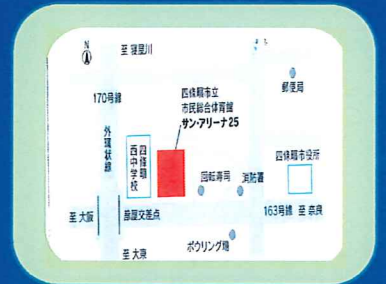 N
至 寝屋川
170号線
外環状線
四條畷市立
市民総合体育館
サン・アリーナ25
郵便局
四條畷
西中学校
回転寿司
消防署
四條畷市役所
至 大阪
蔀屋交差点
163号線 至 奈良
至 大東
ボウリング場